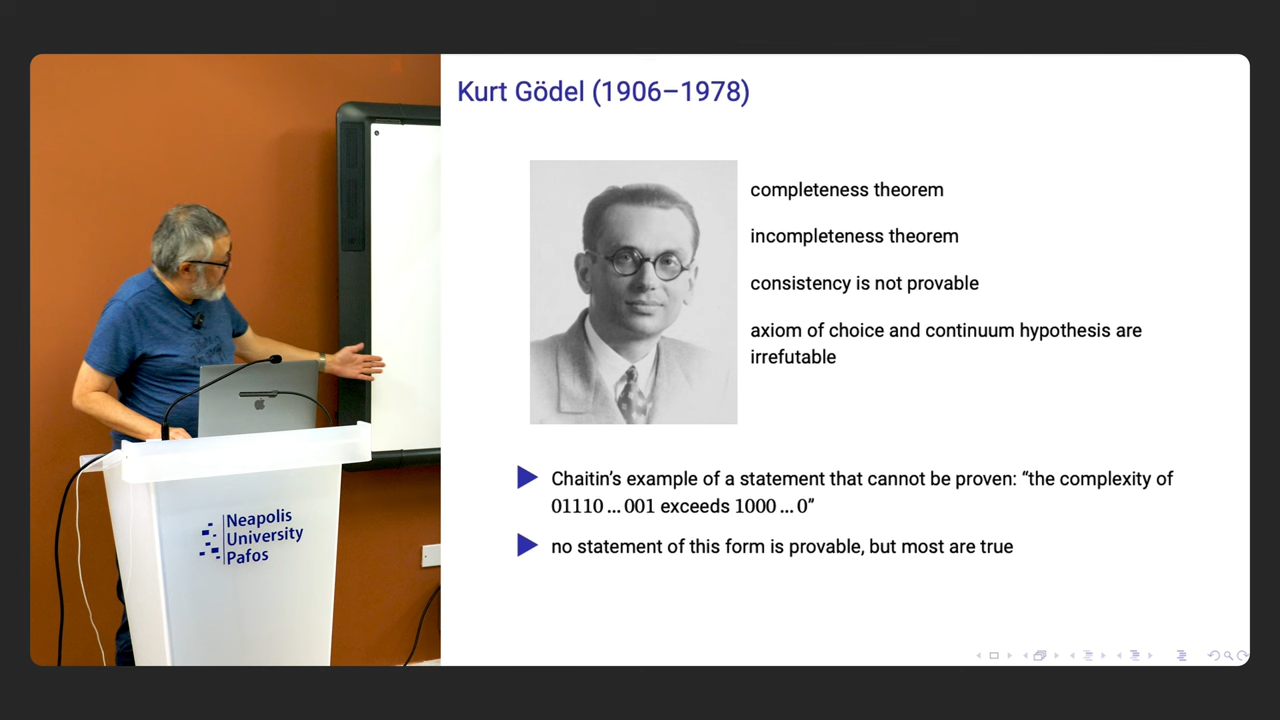 Kurt Gödel (1906–1978)
completeness theorem
incompleteness theorem
consistency is not provable
axiom of choice and continuum hypothesis are
irrefutable
Chaitin’s example of a statement that cannot be proven: “the complexity of
01110 ... 001 exceeds 1000 ... 0”
no statement of this form is provable, but most are true
Neapolis
University
Pafos